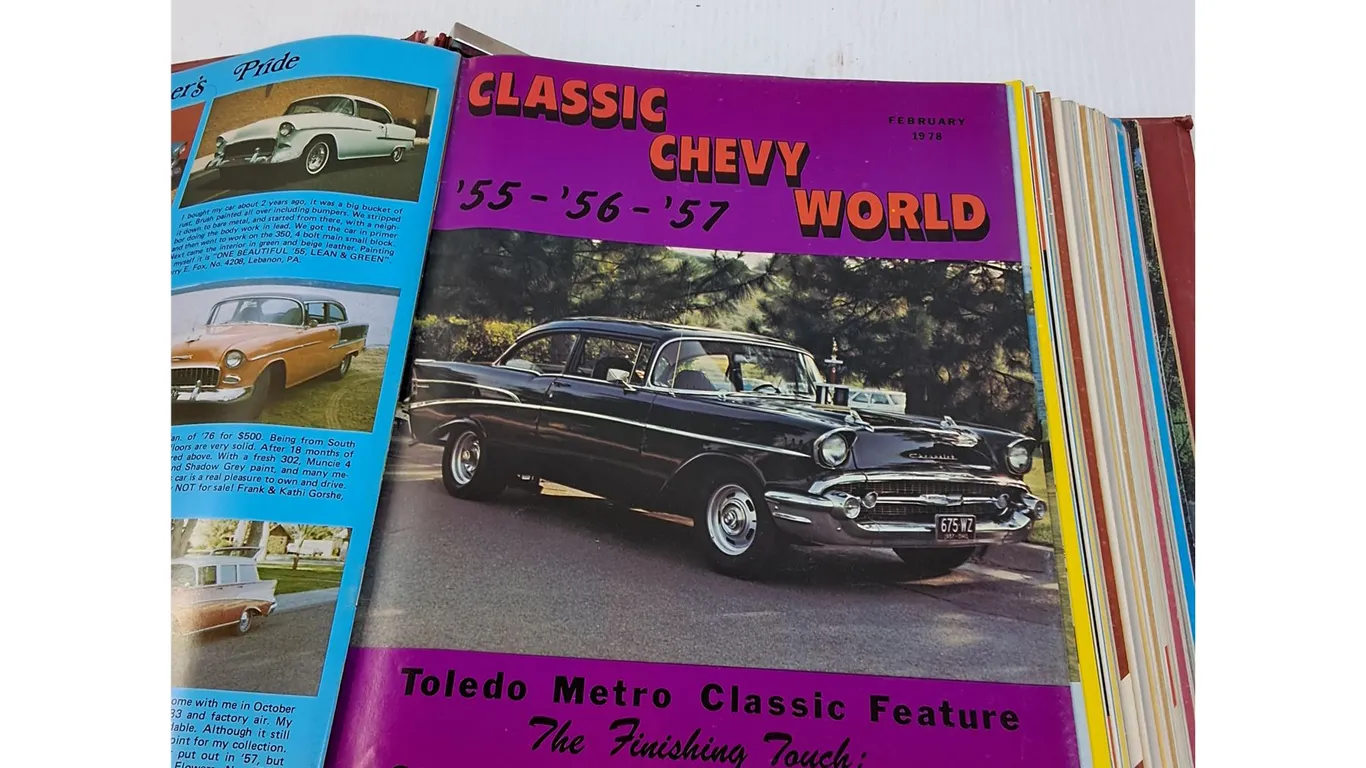 er's Pride
I bought my car about 2 years ago, it was a big bucket of
rust. Brush painted all over including bumpers. We stripped
it down to bare metal, and started from there, with a neigh-
bor doing the body work in lead. We got the car in primer
and then went to work on the 350, 4 bolt main small block.
Next came the interior in green and beige leather. Painting
myself it is "ONE BEAUTIFUL '55, LEAN & GREEN".
rry E. Fox, No. 4208, Lebanon, PA.
an. of '76 for $500. Being from South
floors are very solid. After 18 months of
red above. With a fresh 302, Muncie 4
nd Shadow Grey paint, and many me-
car is a real pleasure to own and drive.
NOT for sale! Frank & Kathi Gorshe,
ome with me in October
33 and factory air. My
dable. Although it still
point for my collection.
put out in '57, but
CLASSIC
CHEVY
WORLD
FEBRUARY
1978
'55-'56-'57
Chevrolet
675 WZ
Toledo Metro Classic Feature
The Finishing Touch: